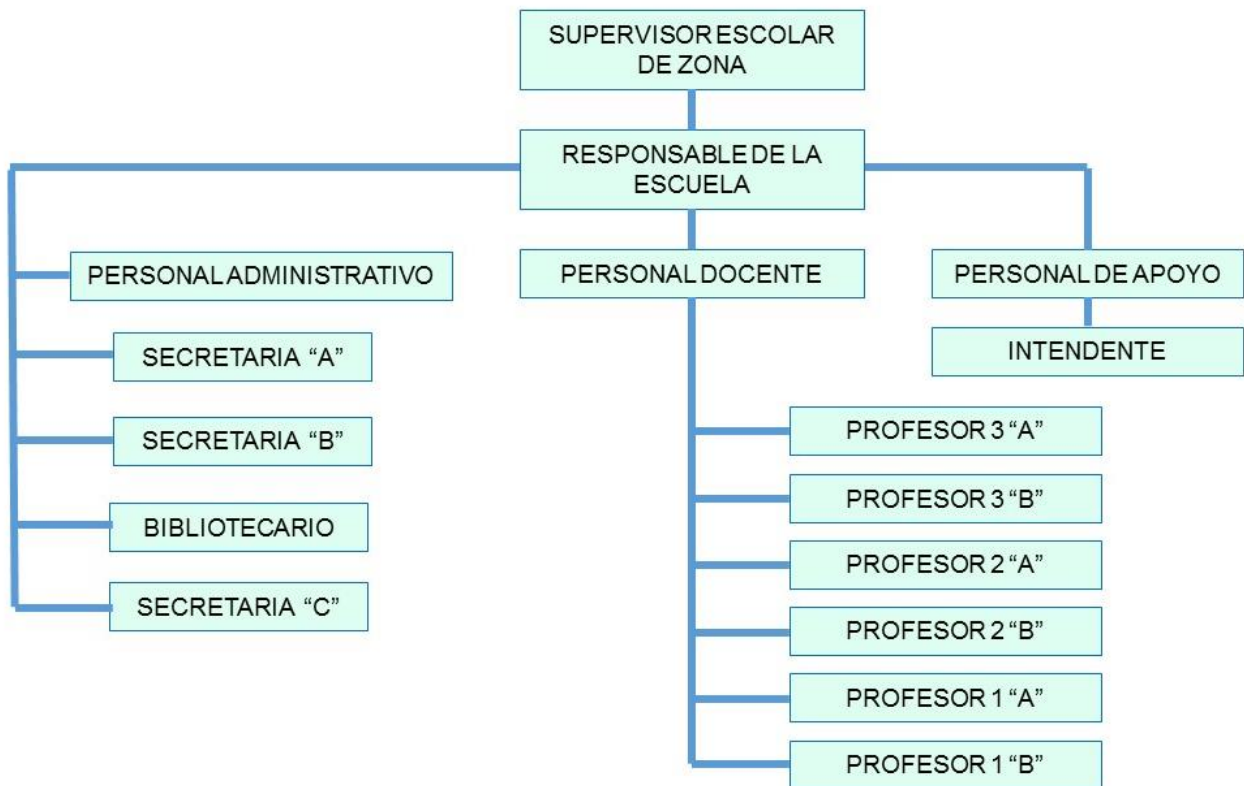 SUPERVISOR ESCOLAR
DE ZONA
RESPONSABLE DE LA
ESCUELA
PERSONAL ADMINISTRATIVO
SECRETARIA “A”
SECRETARIA “B”
BIBLIOTECARIO
SECRETARIA “C”
PERSONAL DOCENTE
PROFESOR 3 “A”
PROFESOR 3 “B”
PROFESOR 2 “A”
PROFESOR 2 “B”
PROFESOR 1 “A”
PROFESOR 1 “B”
PERSONAL DE APOYO
INTENDENTE